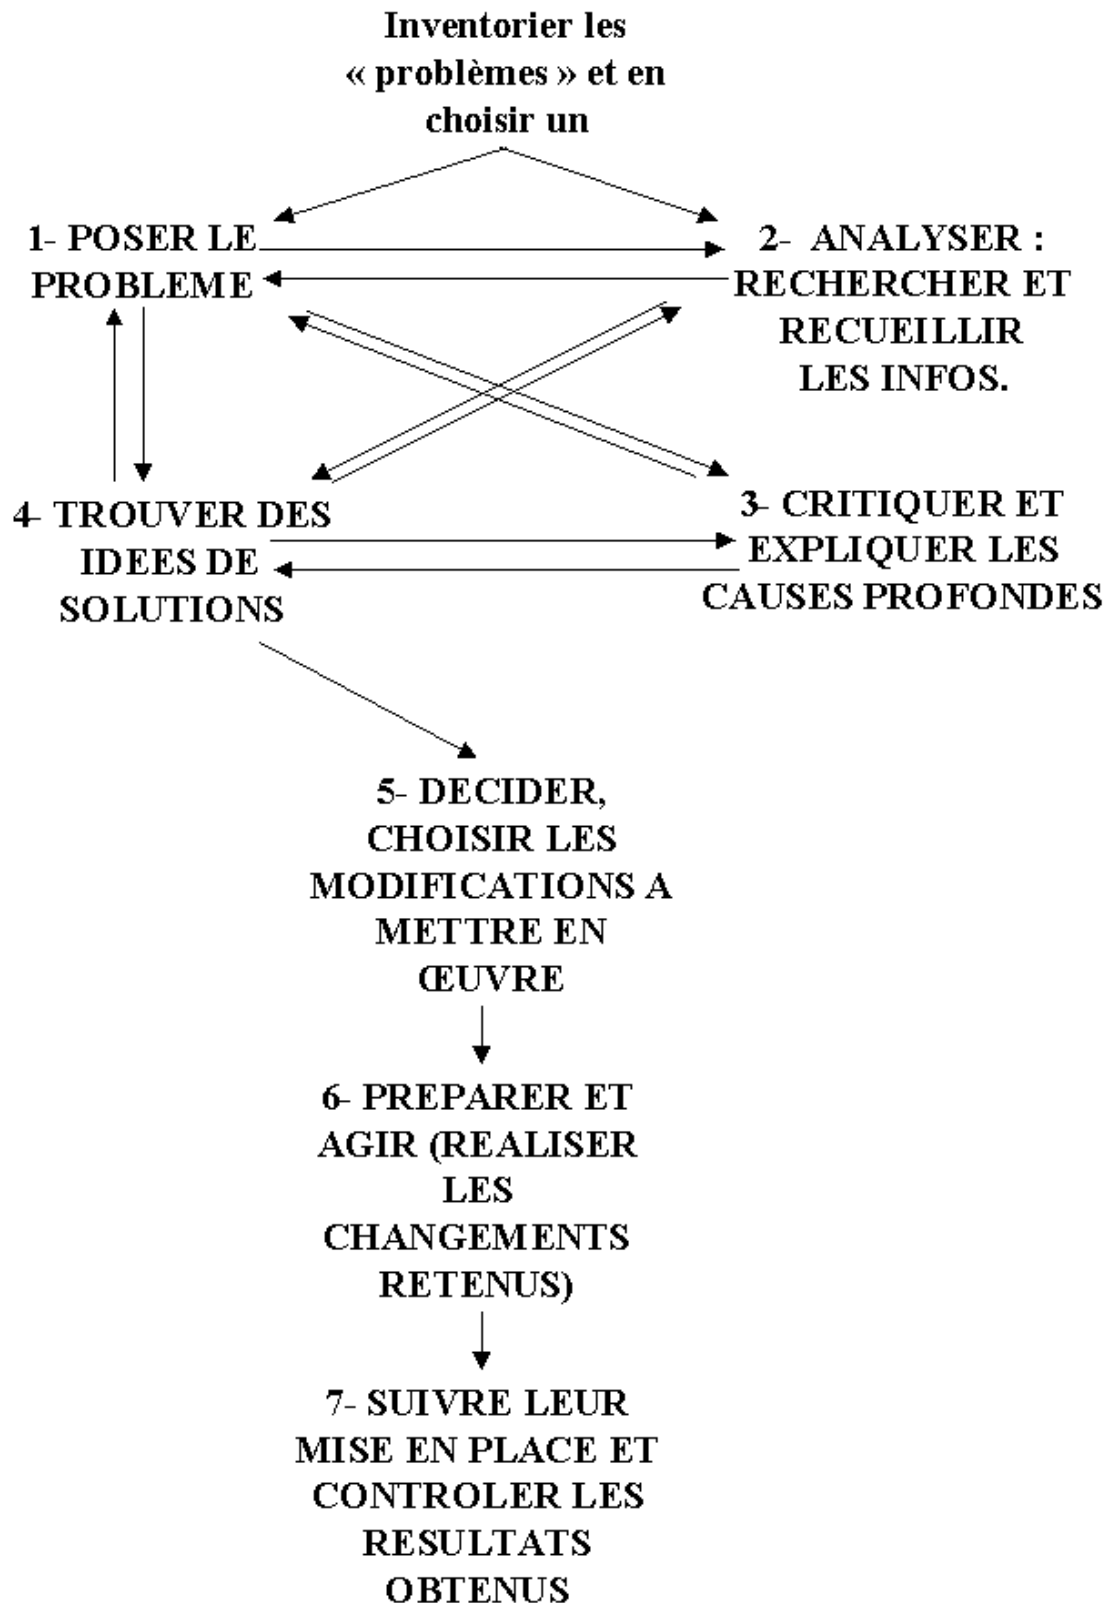 Inventorier les
« problèmes » et en
choisir un
1- POSER LE
PROBLEME
2-  ANALYSER :
RECHERCHER ET
RECUEILLIR
LES INFOS.
4- TROUVER DES
IDEES DE
SOLUTIONS
3- CRITIQUER ET
EXPLIQUER LES
CAUSES PROFONDES
5- DECIDER,
CHOISIR LES
MODIFICATIONS A
METTRE EN
ŒUVRE
6- PREPARER ET
AGIR (REALISER
LES
CHANGEMENTS
RETENUS)
7- SUIVRE LEUR
MISE EN PLACE ET
CONTROLER LES
RESULTATS
OBTENUS